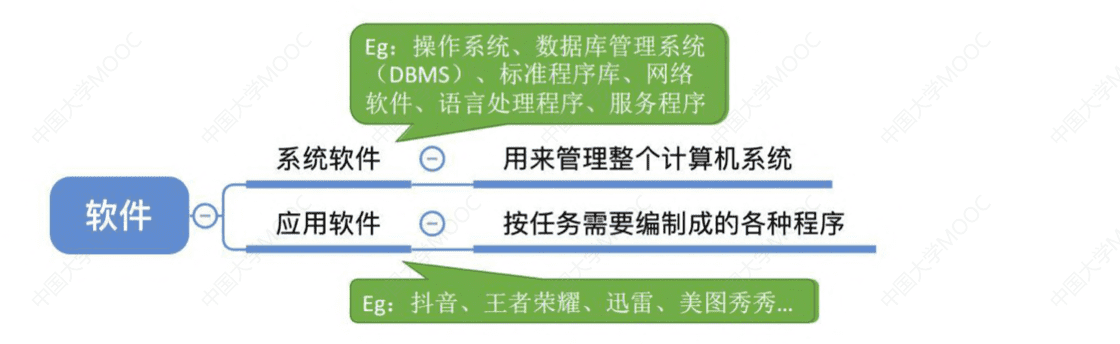 Eg：操作系统、数据库管理系统
（DBMS）、标准程序库、网络
软件、语言处理程序、服务程序
系统软件 用来管理整个计算机系统
软件
应用软件 按任务需要编制成的各种程序
Eg：抖音、王者荣耀、迅雷、美图秀秀...
中国大学MOOC